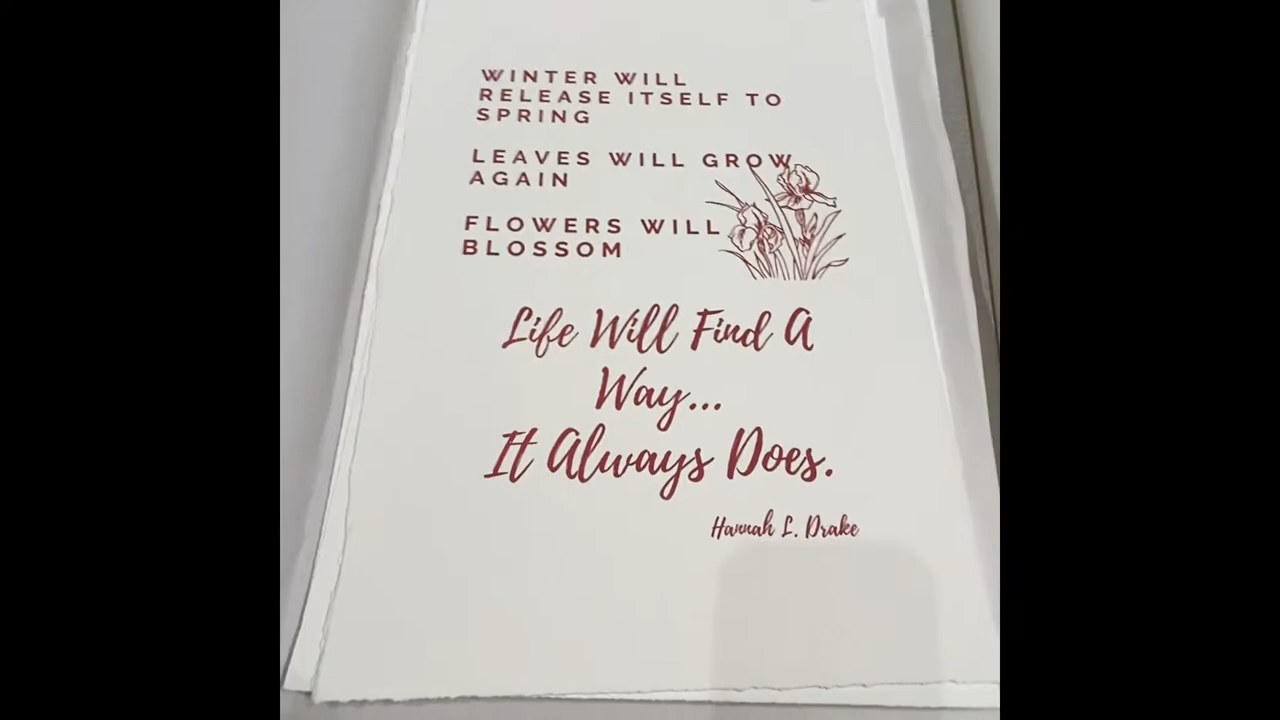 WINTER WILL
RELEASE ITSELF TO
SPRING
LEAVES WILL GROW
AGAIN
FLOWERS WILL
BLOSSOM
Life Will Find A
Way...
It Always Does.
Hannah L. Drake